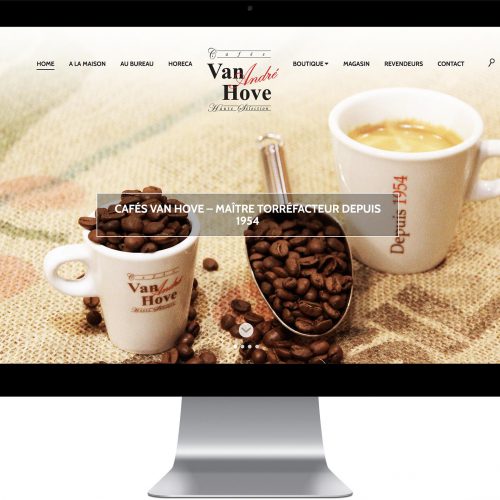 HOME A LA MAISON AU BUREAU HORECA BOUTIQUE MAGASIN REVENDEURS CONTACT
Cafés
Van André
Hove
Haute Sélection
CAFÉS VAN HOVE – MAÎTRE TORRÉFACTEUR DEPUIS
1954
Depuis 1954
Cafés
Van André
Hove
Haute Sélection